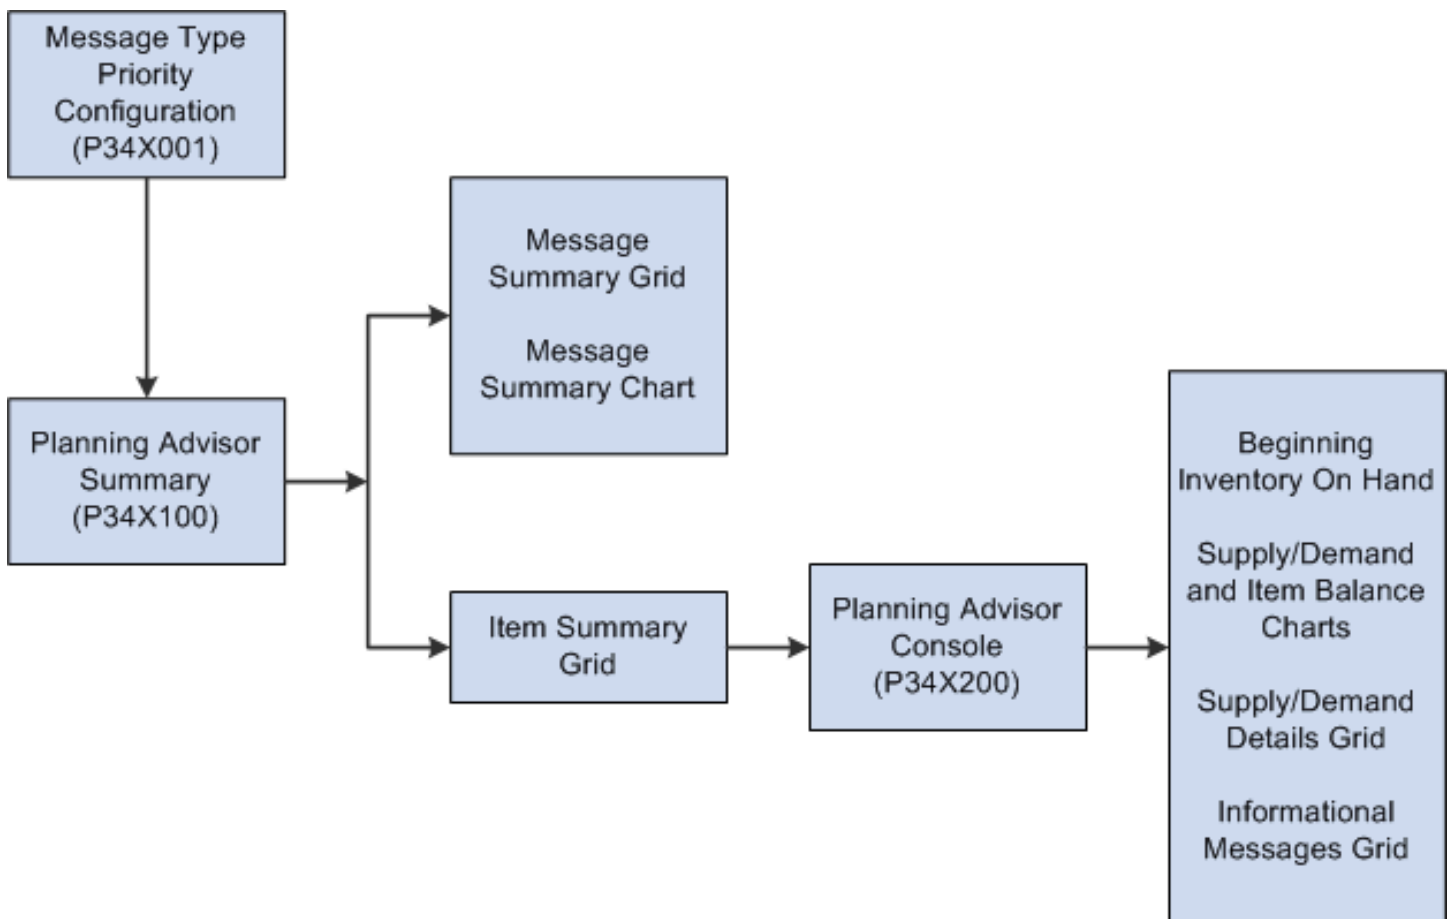 Message Type
Priority
Configuration
(P34X001)
Planning Advisor
Summary
(P34X100)
Message
Summary Grid
Message
Summary Chart
Item Summary
Grid
Planning Advisor
Console
(P34X200)
Beginning
Inventory On Hand
Supply/Demand
and Item Balance
Charts
Supply/Demand
Details Grid
Informational
Messages Grid